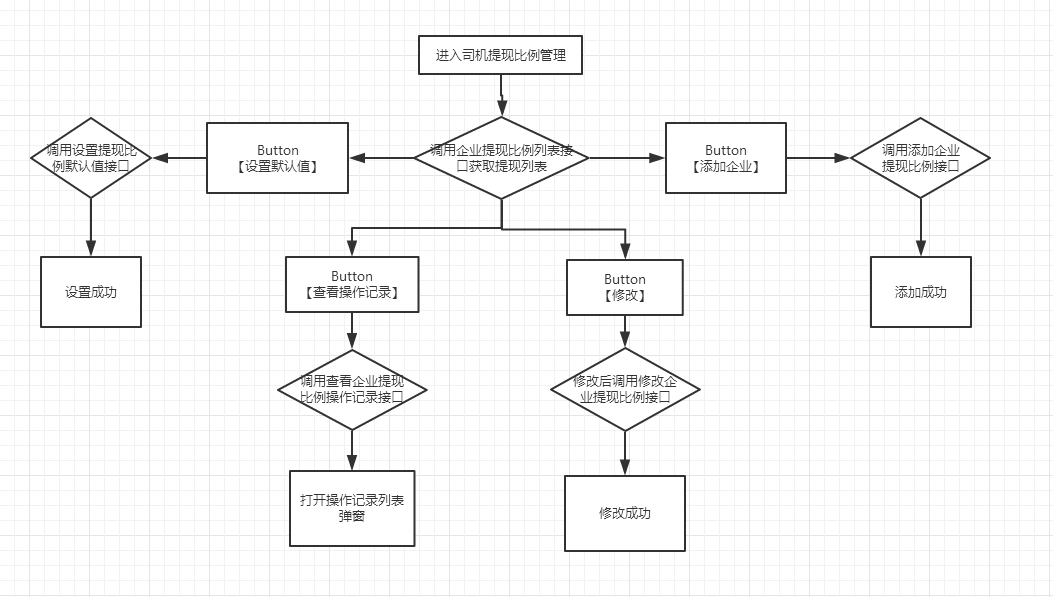 进入司机提现比例管理
调用设置提现比
例默认值接口
Button
【设置默认值】
调用企业提现比例列表接
口获取提现列表
Button
【添加企业】
调用添加企业
提现比例接口
设置成功
Button
【查看操作记录】
Button
【修改】
添加成功
调用查看企业提现
比例操作记录接口
修改后调用修改企
业提现比例接口
打开操作记录列表
弹窗
修改成功